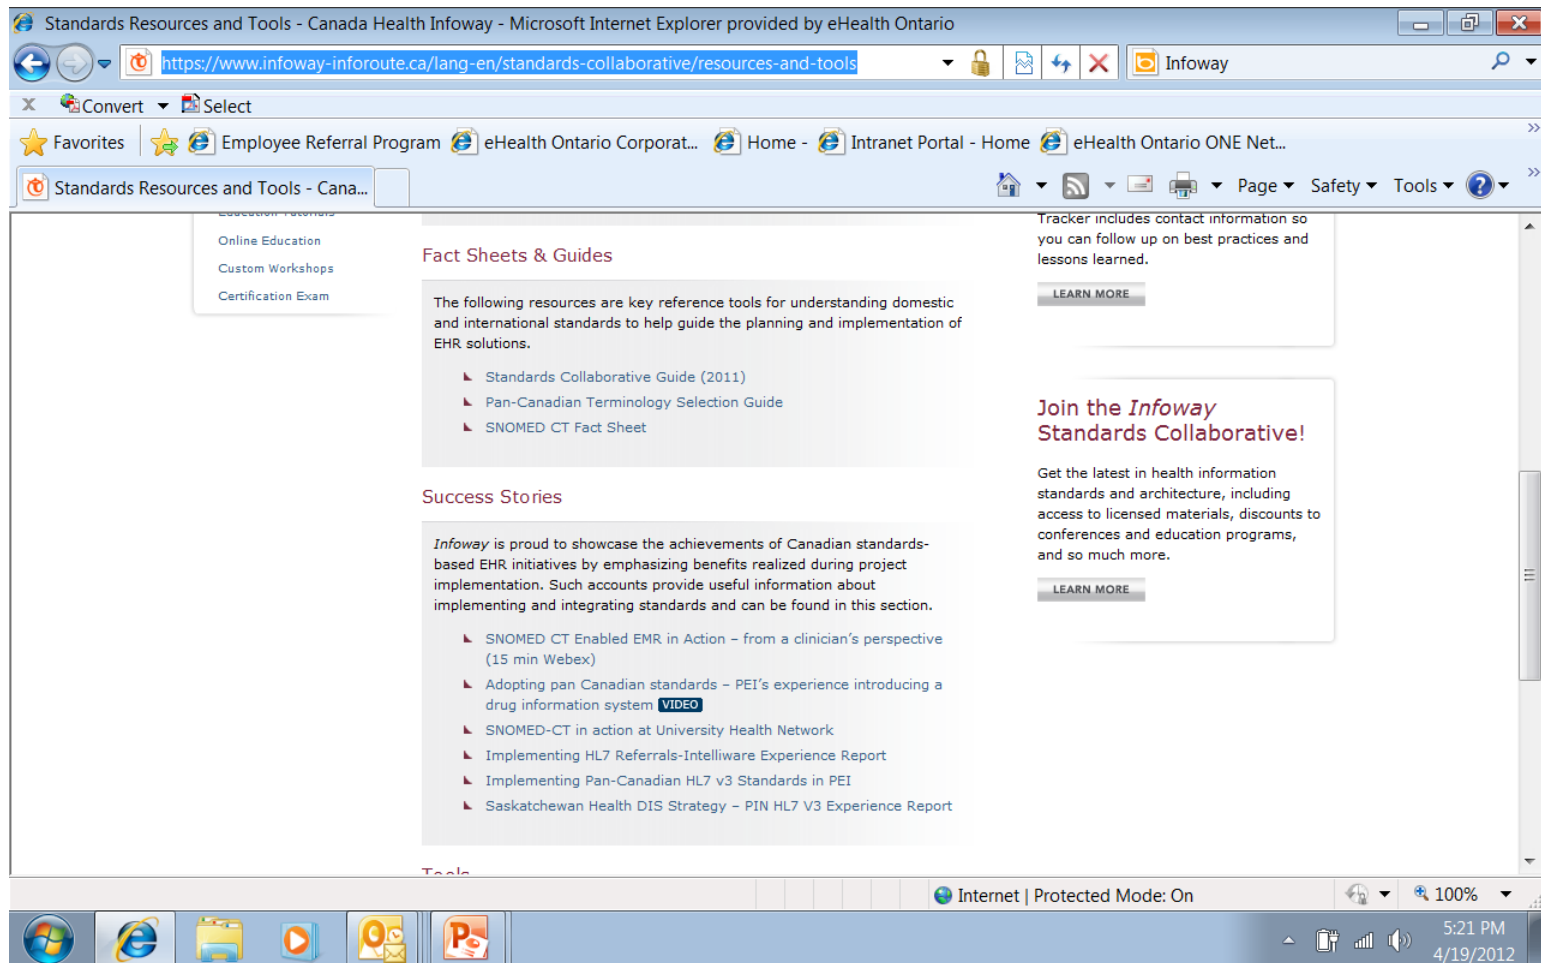 Standards Resources and Tools - Canada Health Infoway - Microsoft Internet Explorer provided by eHealth Ontario
https://www.infoway-inforoute.ca/lang-en/standards-collaborative/resources-and-tools
Infoway
x Convert Select
Favorites Employee Referral Program eHealth Ontario Corporat... Home - Intranet Portal - Home eHealth Ontario ONE Net...
Standards Resources and Tools - Cana...
Page Safety Tools
Education Tutorials
Online Education
Custom Workshops
Certification Exam
Fact Sheets & Guides
The following resources are key reference tools for understanding domestic
and international standards to help guide the planning and implementation of
EHR solutions.
Standards Collaborative Guide (2011)
Pan-Canadian Terminology Selection Guide
SNOMED CT Fact Sheet
Success Stories
Infoway is proud to showcase the achievements of Canadian standards-
based EHR initiatives by emphasizing benefits realized during project
implementation. Such accounts provide useful information about
implementing and integrating standards and can be found in this section.
SNOMED CT Enabled EMR in Action – from a clinician's perspective
(15 min Webex)
Adopting pan Canadian standards – PEI's experience introducing a
drug information system VIDEO
SNOMED-CT in action at University Health Network
Implementing HL7 Referrals-Intelliware Experience Report
Implementing Pan-Canadian HL7 v3 Standards in PEI
Saskatchewan Health DIS Strategy – PIN HL7 V3 Experience Report
Tools
Tracker includes contact information so
you can follow up on best practices and
lessons learned.
LEARN MORE
Join the Infoway
Standards Collaborative!
Get the latest in health information
standards and architecture, including
access to licensed materials, discounts to
conferences and education programs,
and so much more.
LEARN MORE
Internet | Protected Mode: On
100%
5:21 PM
4/19/2012